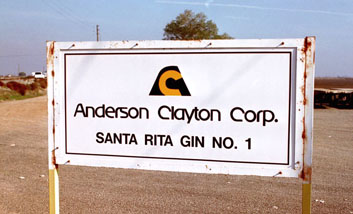 Anderson Clayton Corp.
SANTA RITA GIN NO. 1